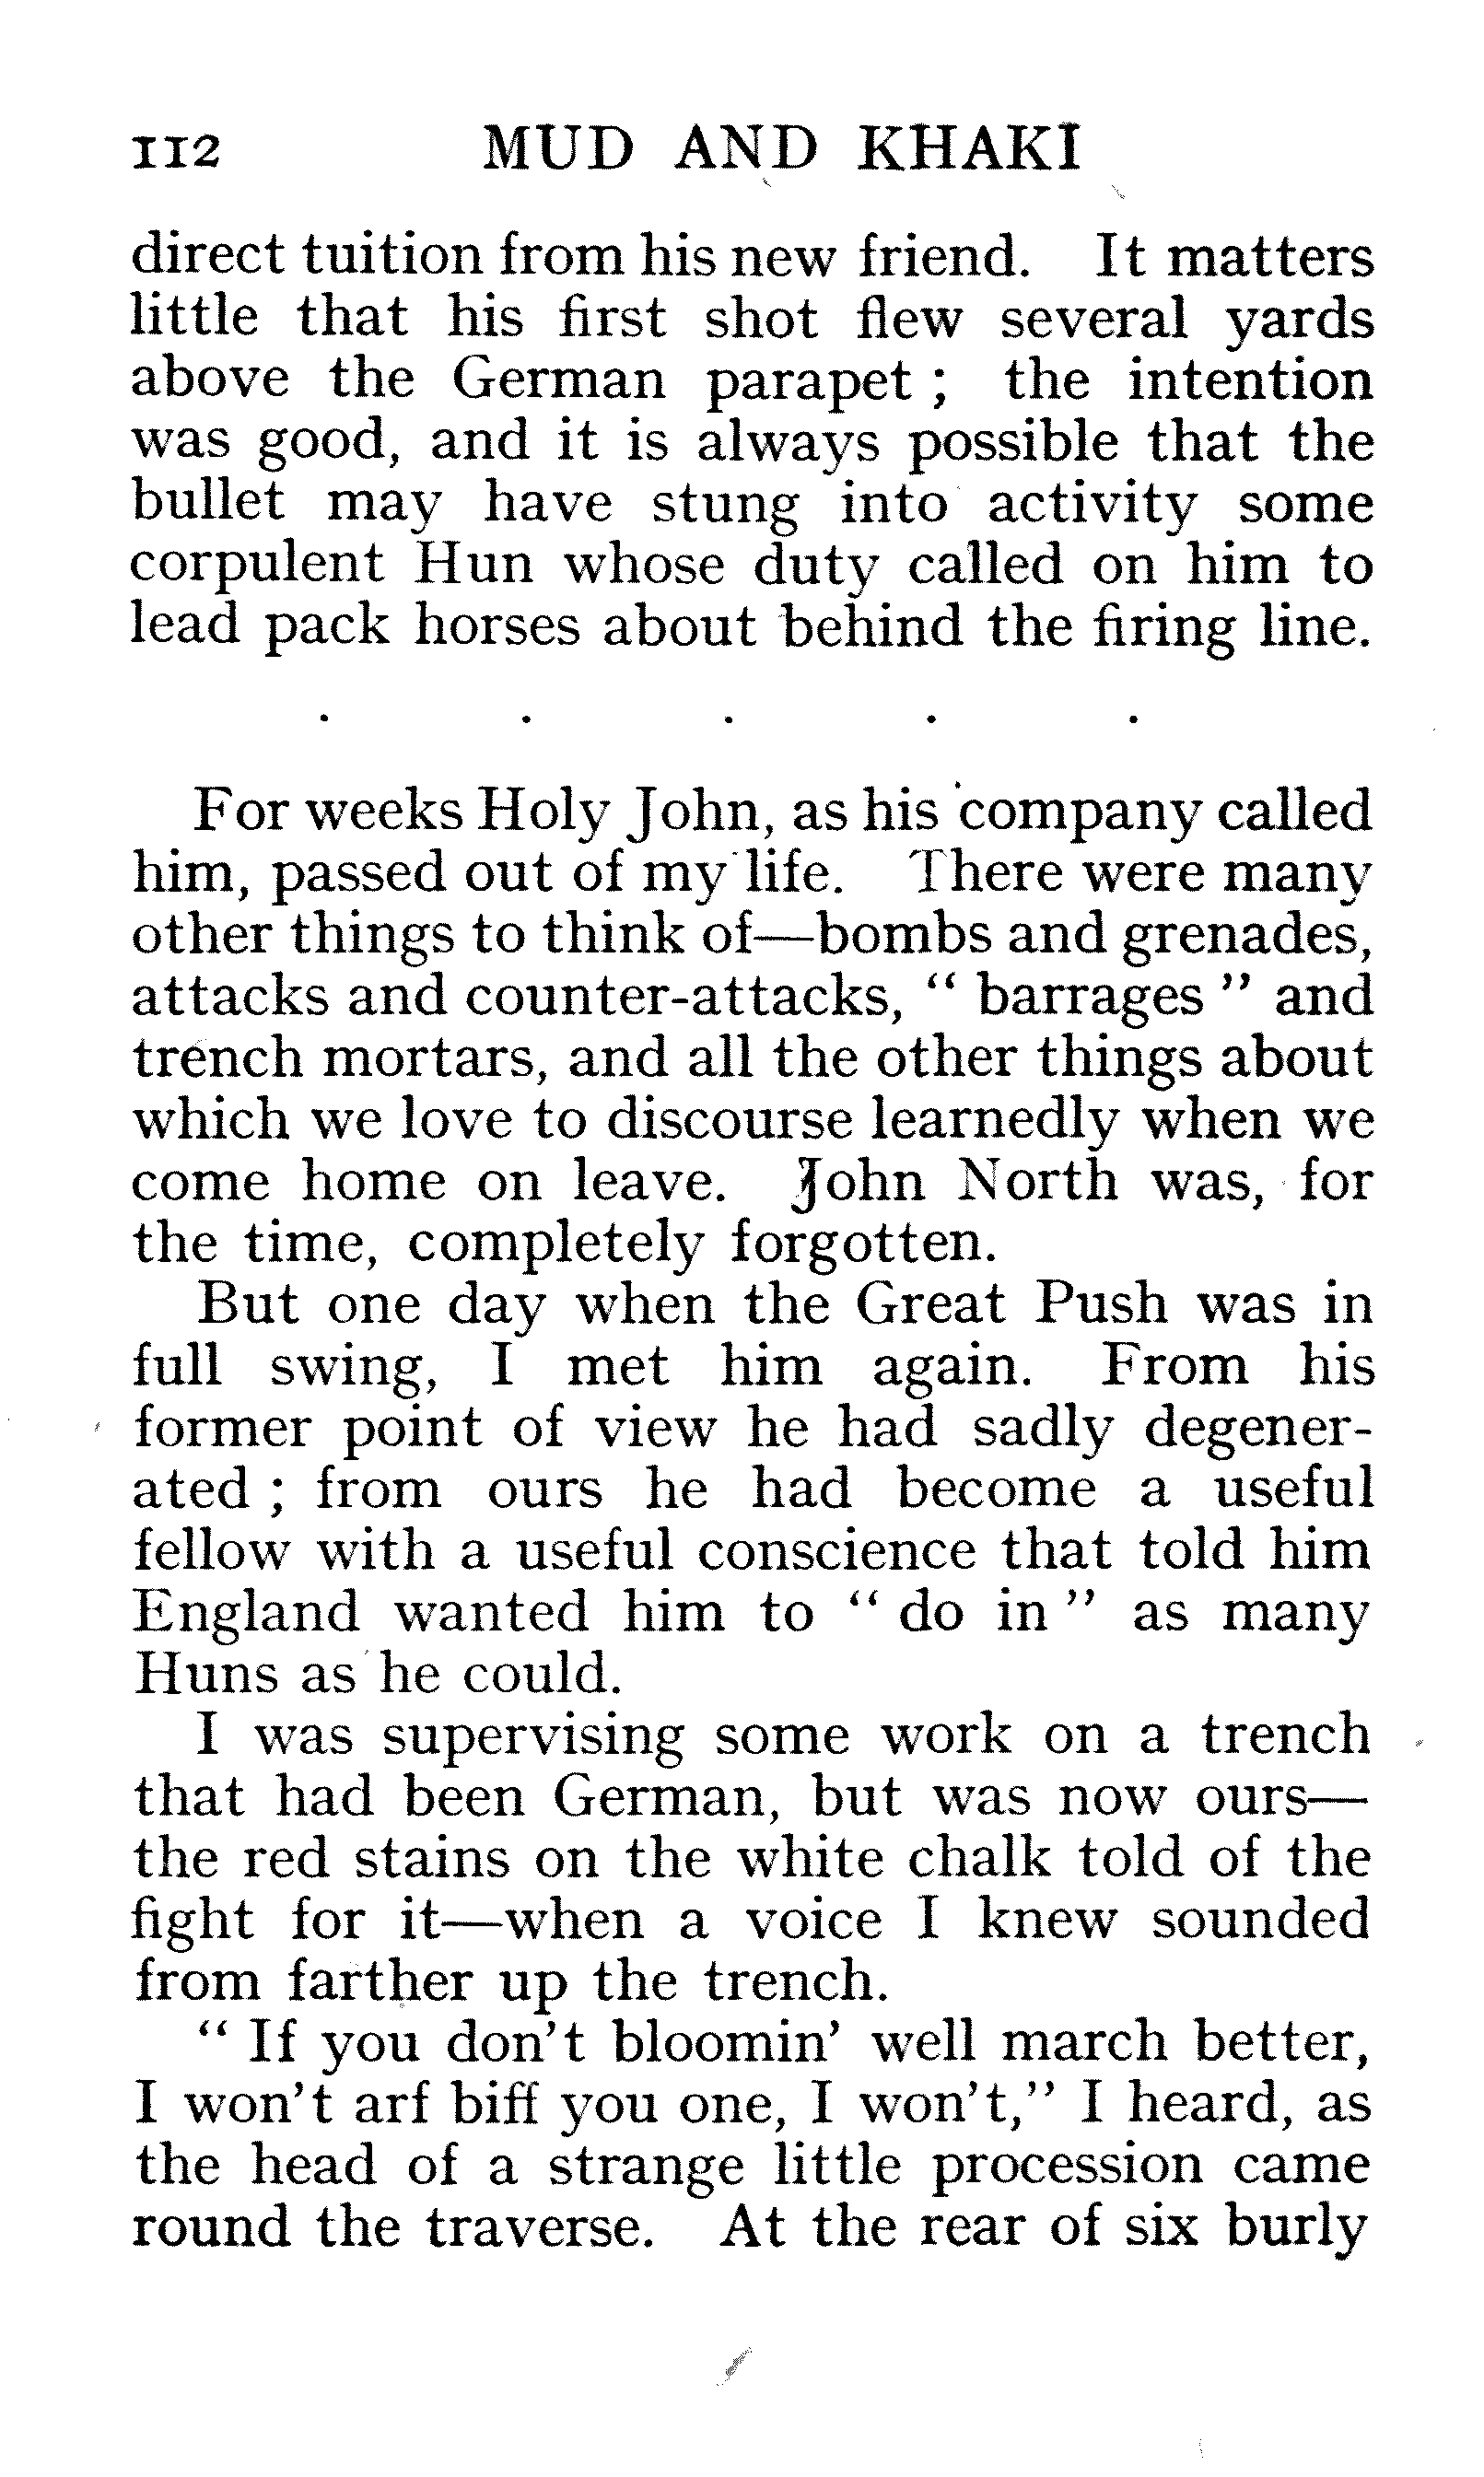 112 MUD AND KHAKI
direct tuition from his new friend. It matters
little that his first shot flew several yards
above the German parapet ; the intention
was good, and it is always possible that the
bullet may have stung into activity some
corpulent Hun whose duty called on him to
lead pack horses about behind the firing line.
. . . . .
For weeks Holy John, as his company called
him, passed out of my life. There were many
other things to think of—bombs and grenades,
attacks and counter-attacks, “ barrages ” and
trench mortars, and all the other things about
which we love to discourse learnedly when we
come home on leave. John North was, for
the time, completely forgotten.
But one day when the Great Push was in
full swing, I met him again. From his
former point of view he had sadly degener-
ated ; from ours he had become a useful
fellow with a useful conscience that told him
England wanted him to “ do in ” as many
Huns as he could.
I was supervising some work on a trench
that had been German, but was now ours—
the red stains on the white chalk told of the
fight for it—when a voice I knew sounded
from farther up the trench.
“ If you don’t bloomin’ well march better,
I won’t arf biff you one, I won’t,” I heard, as
the head of a strange little procession came
round the traverse. At the rear of six burly